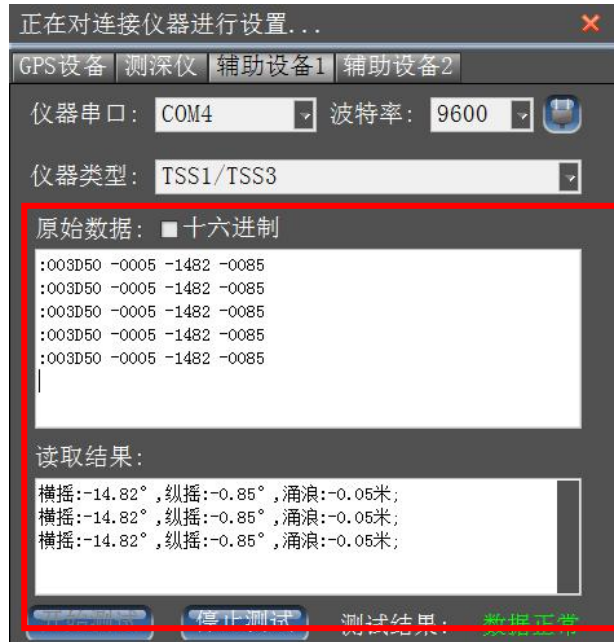 正在对连接仪器进行设置...
GPS设备 测深仪 辅助设备1 辅助设备2
仪器串口: COM4 波特率: 9600
仪器类型: TSS1/TSS3
原始数据: 十六进制
:003D50 -0005 -1482 -0085
:003D50 -0005 -1482 -0085
:003D50 -0005 -1482 -0085
:003D50 -0005 -1482 -0085
:003D50 -0005 -1482 -0085
读取结果:
横摇:-14.82°,纵摇:-0.85°,涌浪:-0.05米;
横摇:-14.82°,纵摇:-0.85°,涌浪:-0.05米;
横摇:-14.82°,纵摇:-0.85°,涌浪:-0.05米;
开始测试 停止测试 测试结果: 数据正常